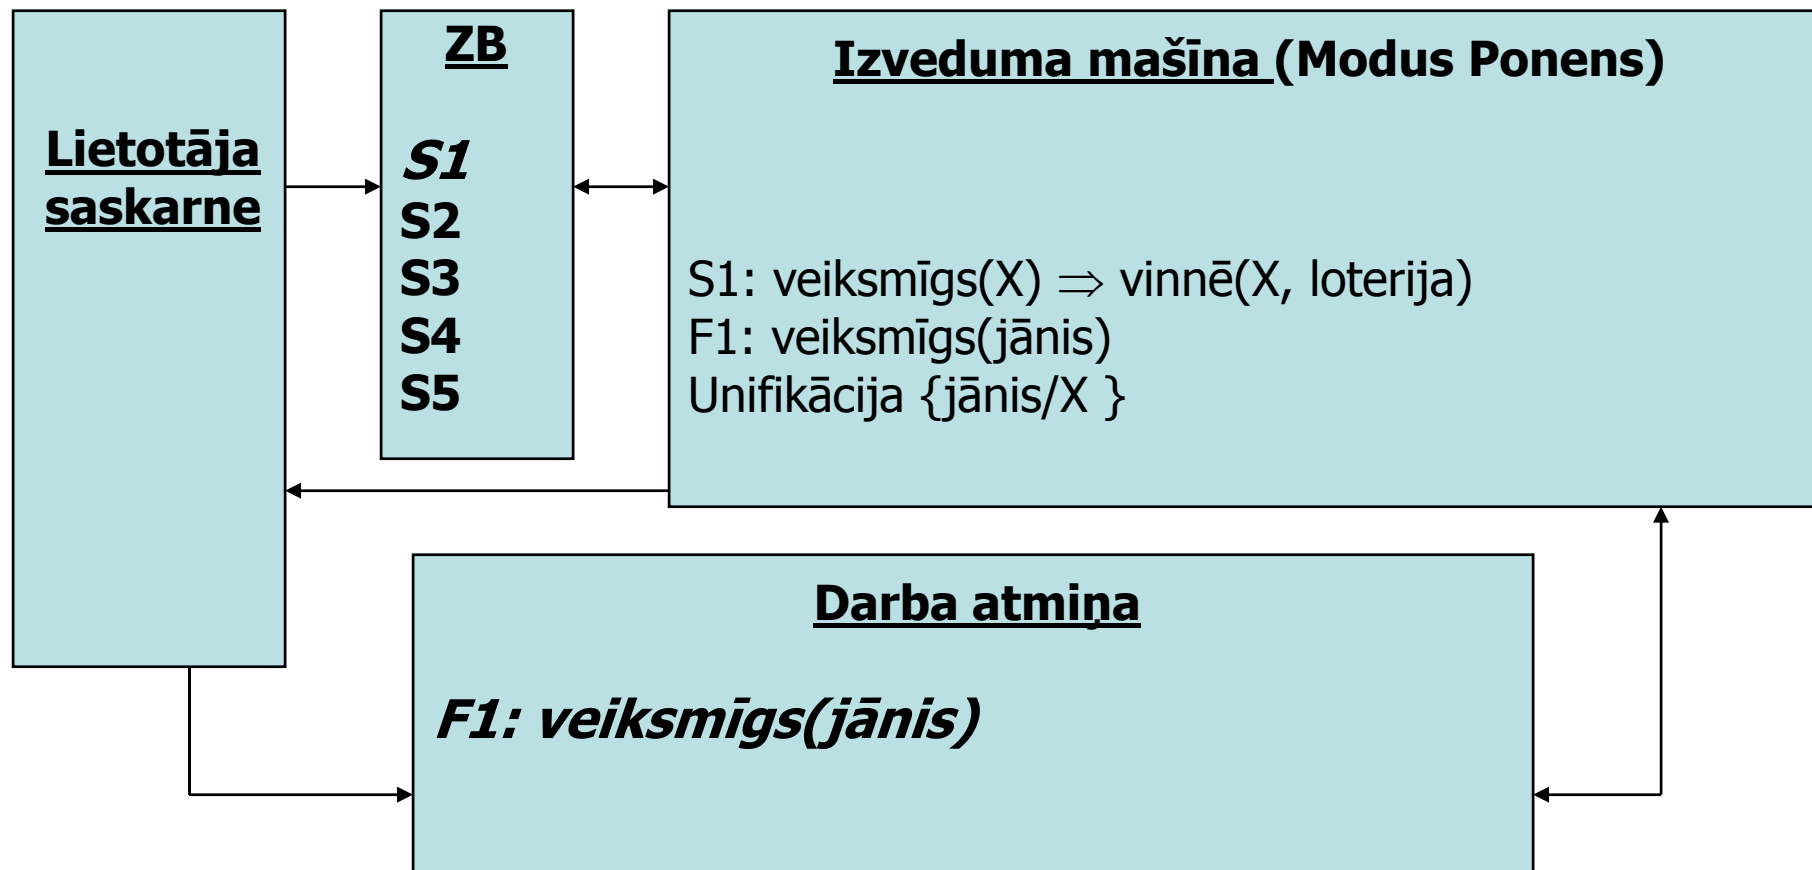 Lietotāja
saskarne
ZB
S1
S2
S3
S4
S5
Izveduma mašīna (Modus Ponens)
S1: veiksmīgs(X) ⇒ vinnē(X, loterija)
F1: veiksmīgs(jānis)
Unifikācija {jānis/X }
Darba atmiņa
F1: veiksmīgs(jānis)